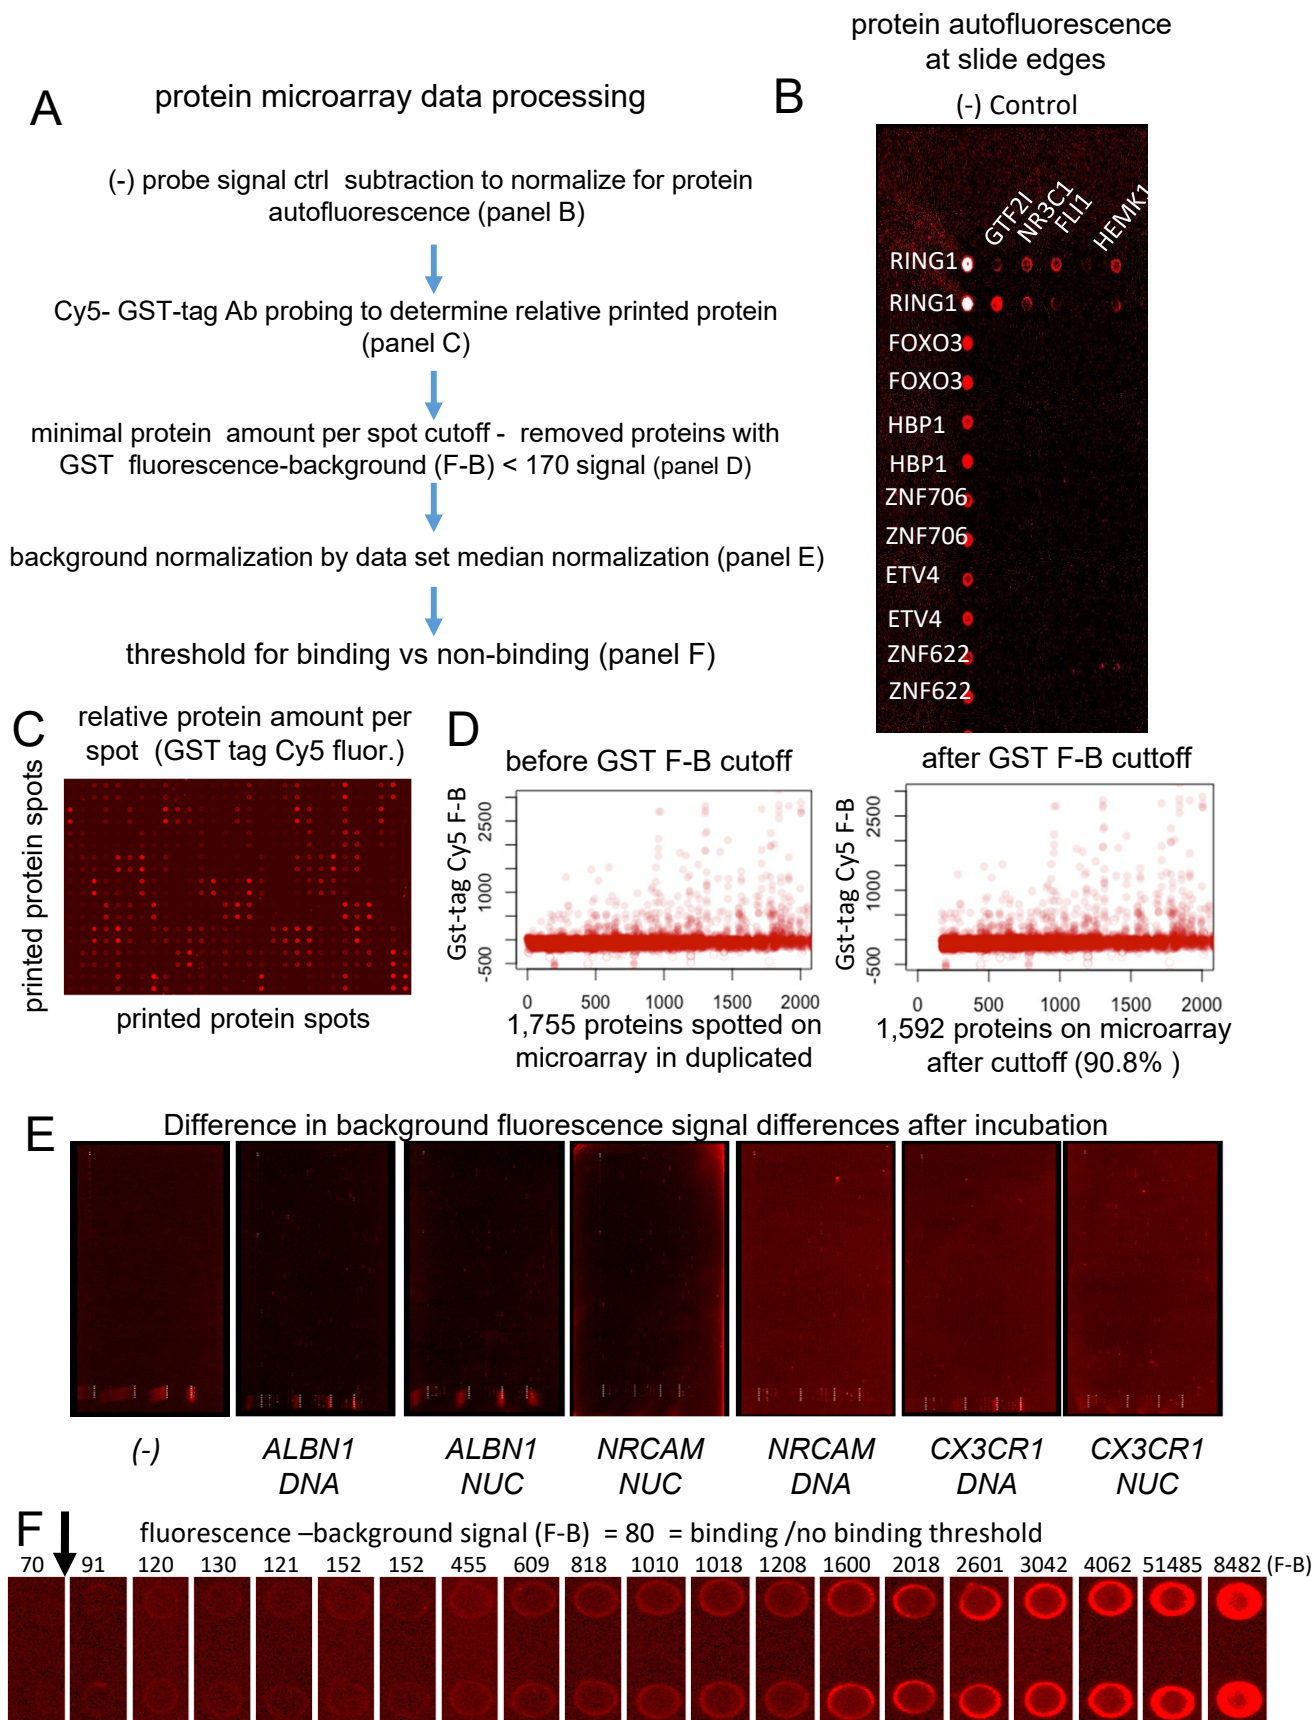 A
protein microarray data processing
(-) probe signal ctrl subtraction to normalize for protein
autofluorescence (panel B)
Cy5- GST-tag Ab probing to determine relative printed protein
(panel C)
minimal protein amount per spot cutoff - removed proteins with
GST fluorescence-background (F-B) < 170 signal (panel D)
background normalization by data set median normalization (panel E)
threshold for binding vs non-binding (panel F)
protein autofluorescence
at slide edges
B
(-) Control
GTF2I
NR3C1
FLI1
HEMK1
RING1
RING1
FOXO3
FOXO3
HBP1
HBP1
ZNF706
ZNF706
ETV4
ETV4
ZNF622
ZNF622
C
relative protein amount per
spot (GST tag Cy5 fluor.)
printed protein spots
printed protein spots
D
before GST F-B cutoff
Gst-tag Cy5 F-B
2500
1000
-500
0 500 1000 1500 2000
1,755 proteins spotted on
microarray in duplicated
after GST F-B cuttoff
Gst-tag Cy5 F-B
2500
1000
-500
0 500 1000 1500 2000
1,592 proteins on microarray
after cuttoff (90.8% )
E
Difference in background fluorescence signal differences after incubation
(-)
ALBN1
DNA
ALBN1
NUC
NRCAM
NUC
NRCAM
DNA
CX3CR1
DNA
CX3CR1
NUC
F
fluorescence –background signal (F-B) = 80 = binding /no binding threshold
70 91 120 130 121 152 152 455 609 818 1010 1018 1208 1600 2018 2601 3042 4062 51485 8482 (F-B)